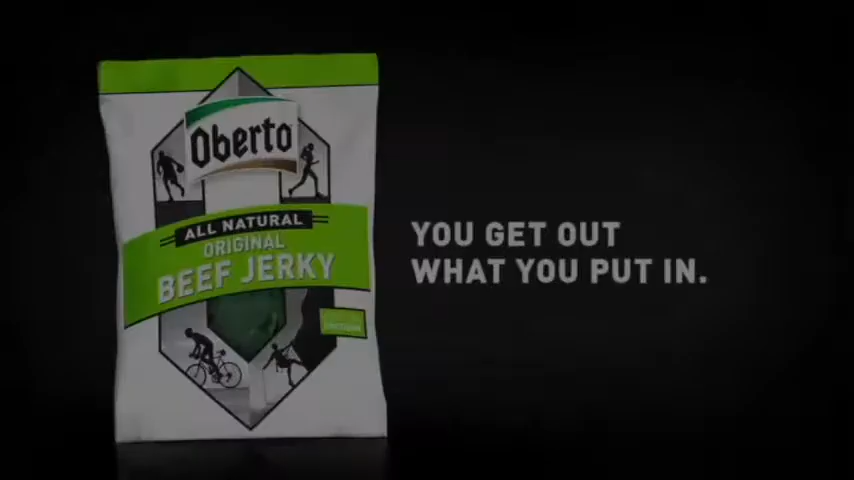 Oberto
ALL NATURAL
ORIGINAL
BEEF JERKY
YOU GET OUT
WHAT YOU PUT IN.